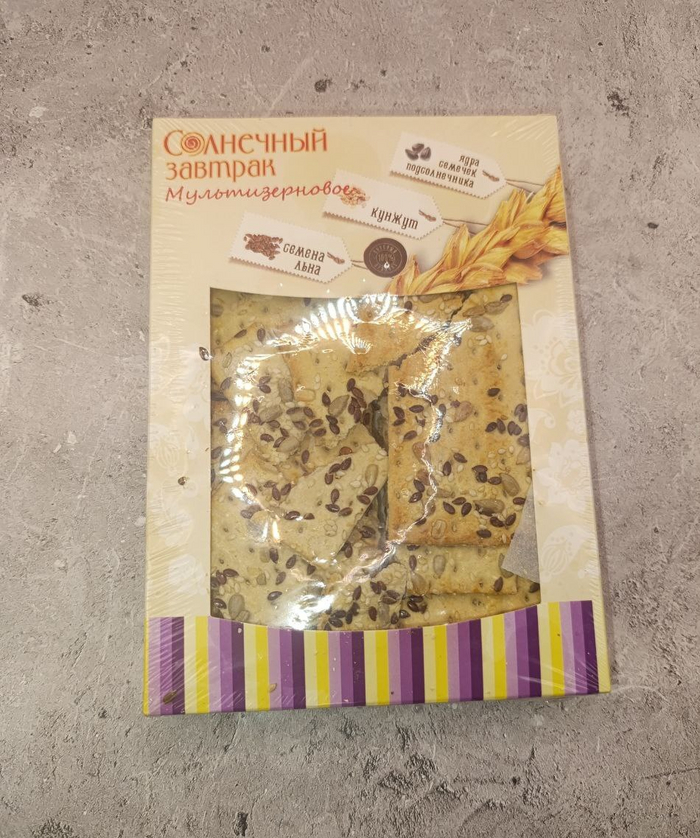 Солнечный
завтрак
Мультизерновое
ядра
семечек
подсолнечника
кунжут
семена
льна